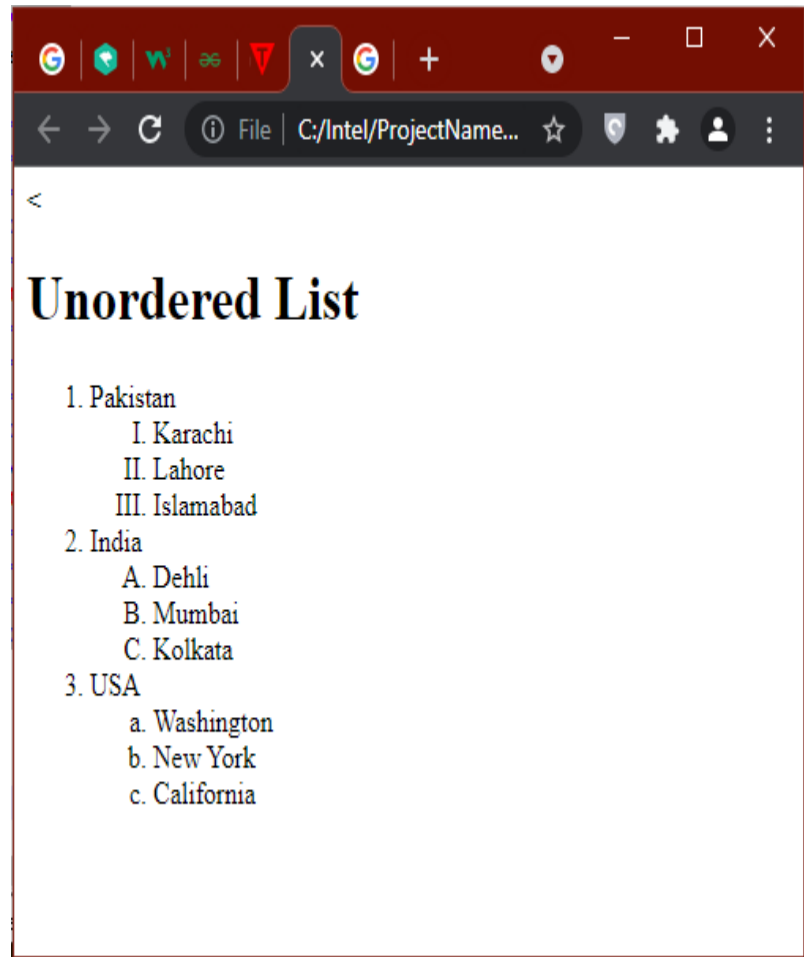 File C:/Intel/ProjectName...
<
Unordered List
1. Pakistan
I. Karachi
II. Lahore
III. Islamabad
2. India
A. Dehli
B. Mumbai
C. Kolkata
3. USA
a. Washington
b. New York
c. California